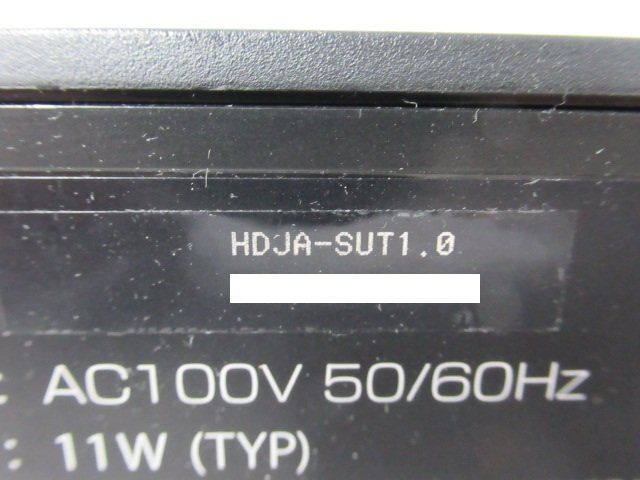 HDJA-SUT1.0
: AC100V 50/60Hz
: 11W (TYP)